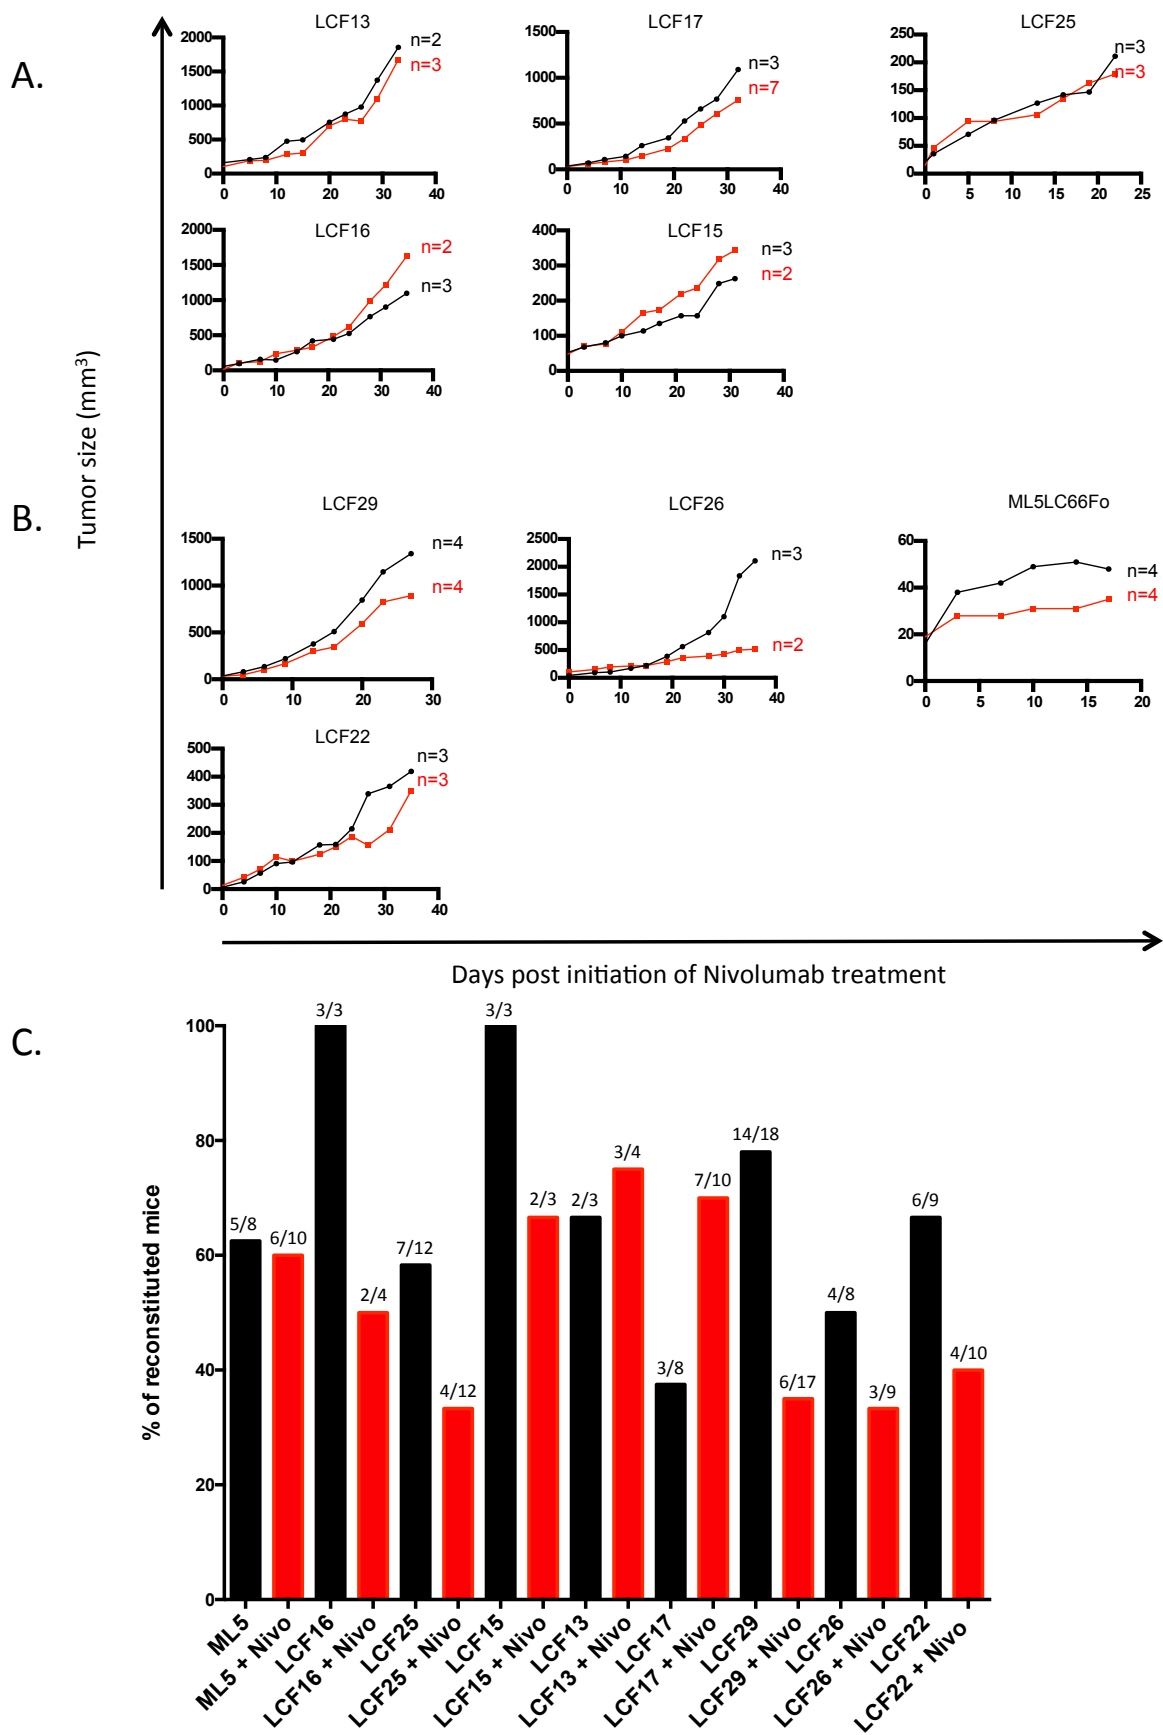 A.
Tumor size (mm³)
LCF13
2000
1500
1000
500
0
0 10 20 30 40
n=2
n=3
LCF17
1500
1000
500
0
0 10 20 30 40
n=3
n=7
LCF25
250
200
150
100
50
0
0 5 10 15 20 25
n=3
n=3
LCF16
2000
1500
1000
500
0
0 10 20 30 40
n=2
n=3
LCF15
400
300
200
100
0
0 10 20 30 40
n=3
n=2
B.
LCF29
1500
1000
500
0
0 10 20 30
n=4
n=4
LCF26
2500
2000
1500
1000
500
0
0 10 20 30 40
n=3
n=2
ML5LC66Fo
60
40
20
0
0 5 10 15 20
n=4
n=4
LCF22
500
400
300
200
100
0
0 10 20 30 40
n=3
n=3
Days post initiation of Nivolumab treatment
C.
% of reconstituted mice
100
80
60
40
20
0
5/8
6/10
3/3
2/4
7/12
4/12
3/3
2/3
2/3
3/4
3/8
7/10
14/18
6/17
4/8
3/9
6/9
4/10
ML5
ML5 + Nivo
LCF16
LCF16 + Nivo
LCF25
LCF25 + Nivo
LCF15
LCF15 + Nivo
LCF13
LCF13 + Nivo
LCF17
LCF17 + Nivo
LCF29
LCF29 + Nivo
LCF26
LCF26 + Nivo
LCF22
LCF22 + Nivo